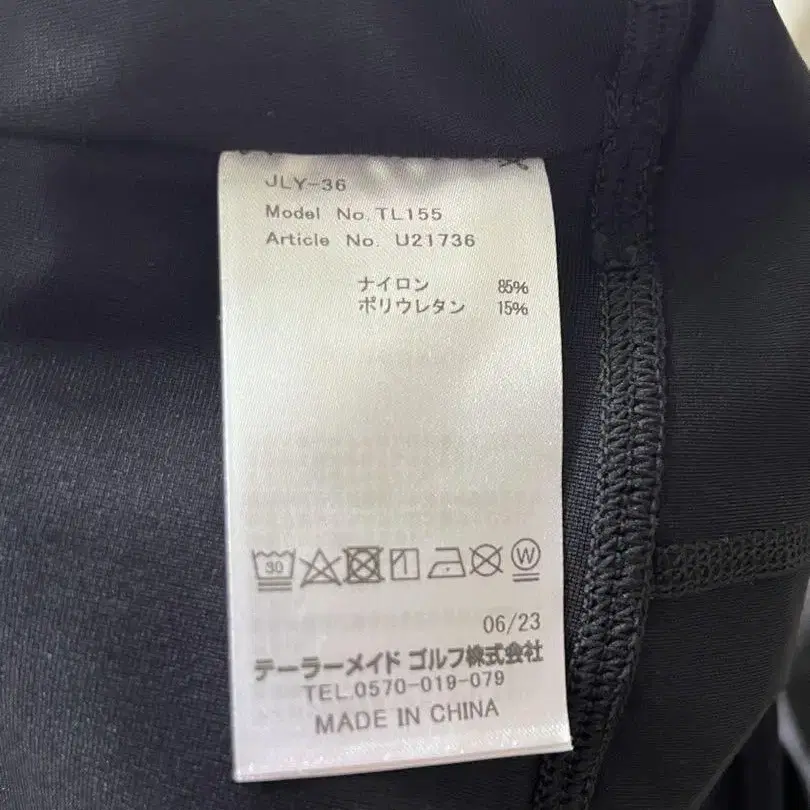 JLY-36
Model No. TL155
Article No. U21736
ナイロン 85%
ポリウレタン 15%
30
W
06/23
テーラーメイド ゴルフ株式会社
TEL.0570-019-079
MADE IN CHINA